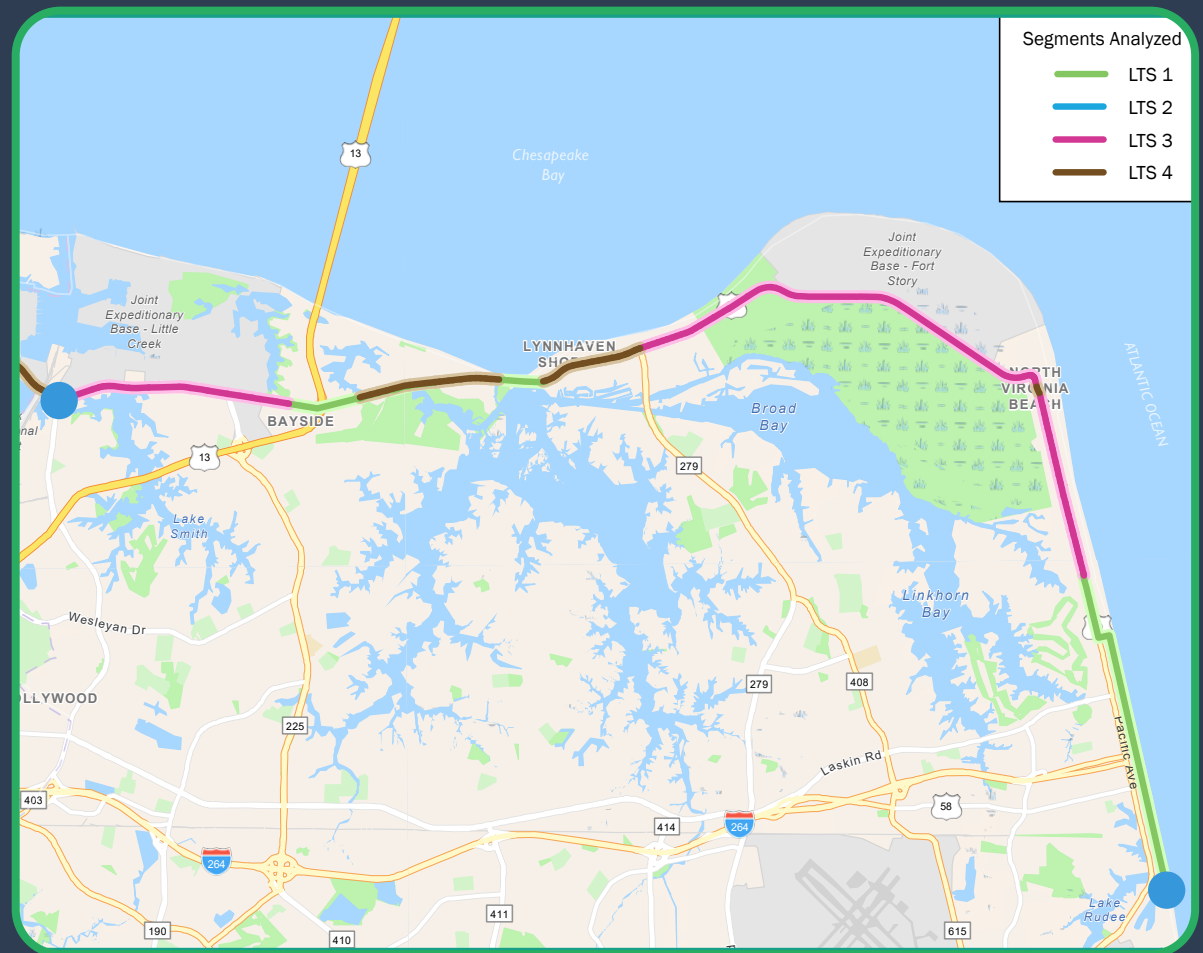 Segments Analyzed
LTS 1
LTS 2
LTS 3
LTS 4
13
Chesapeake
Bay
Joint
Expeditionary
Base - Fort
Story
Joint
Expeditionary
Base - Little
Creek
LYNNHAVEN
NORTH
VIRGINIA
BEACH
ATLANTIC OCEAN
BAYSIDE
Broad
Bay
nal
13
279
Lake
Smith
Linkhorn
Bay
Wesleyan Dr
279
408
OLLYWOOD
225
Pacific Ave
Laskin Rd
403
58
414
264
264
Lake
Rudee
411
190
410
615